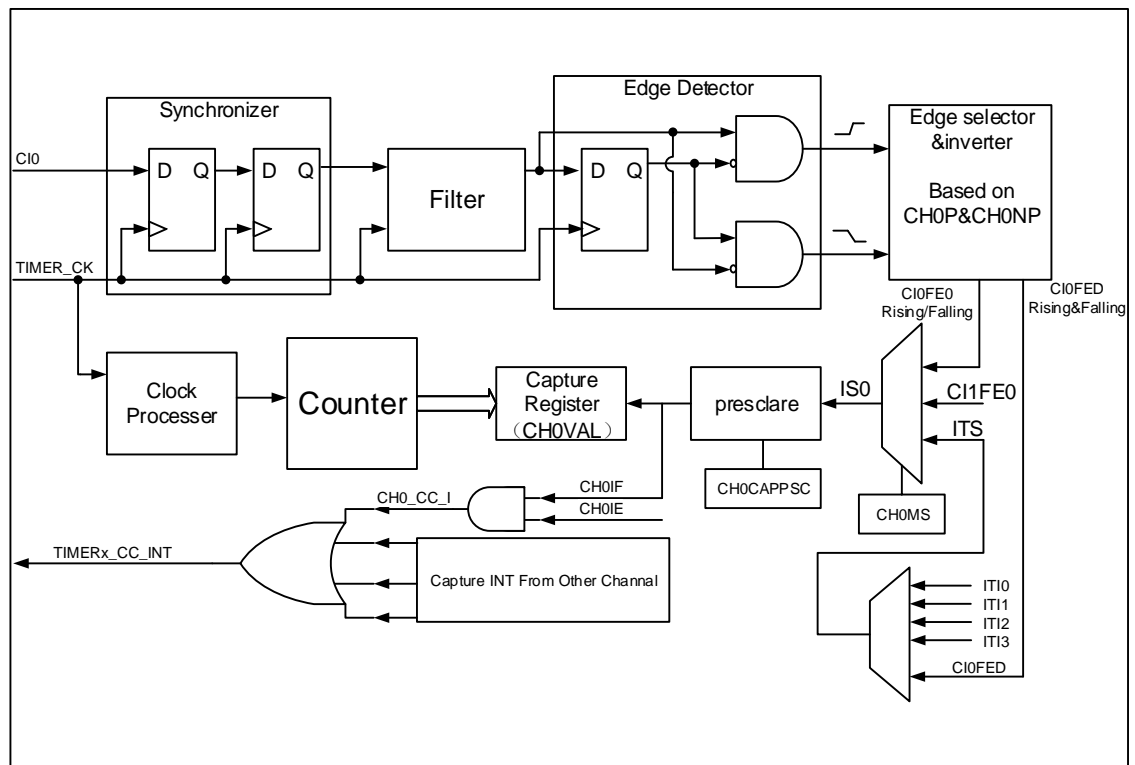 Synchronizer
Edge Detector
Edge selector
&inverter
Based on
CH0P&CH0NP
CI0
D Q
D Q
Filter
D Q
TIMER_CK
CI0FE0
Rising/Falling
CI0FED
Rising&Falling
Clock
Processer
Counter
Capture
Register
（CH0VAL）
presclare
IS0
CI1FE0
ITS
CH0CAPPSC
CH0MS
CH0IF
CH0IE
CH0_CC_I
TIMERx_CC_INT
Capture INT From Other Channel
ITI0
ITI1
ITI2
ITI3
CI0FED